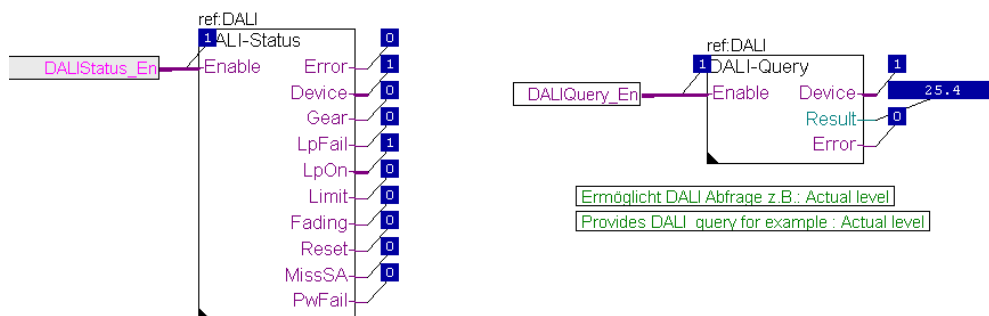 ref:DALI
1 ALI-Status 0
DALIStatus_En Enable Error 1
Device 0
Gear 0
LpFail 1
LpOn 0
Limit 0
Fading 0
Reset 0
MissSA 0
PwFail
ref:DALI
1 DALI-Query 1
DALIQuery_En Enable Device 25.4
Result 0
Error
Ermöglicht DALI Abfrage z.B.: Actual level
Provides DALI query for example : Actual level